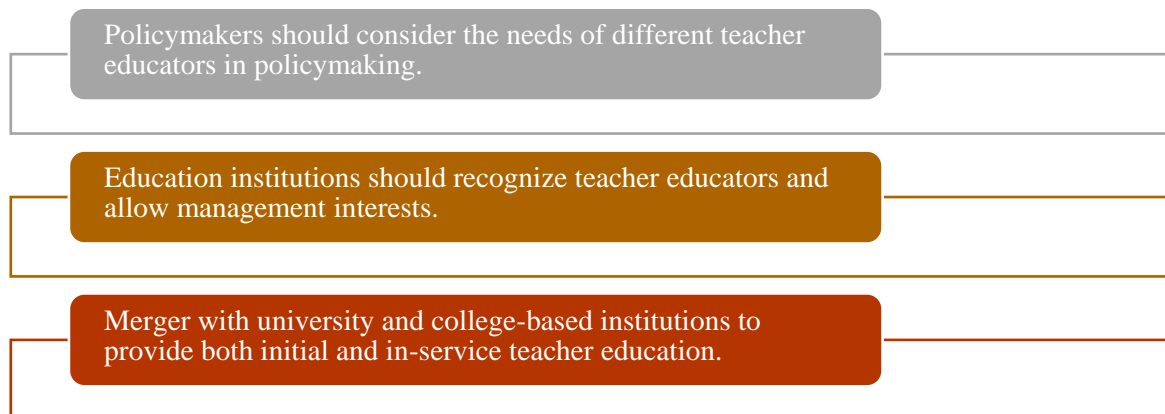 Policymakers should consider the needs of different teacher
educators in policymaking.
Education institutions should recognize teacher educators and
allow management interests.
Merger with university and college-based institutions to
provide both initial and in-service teacher education.